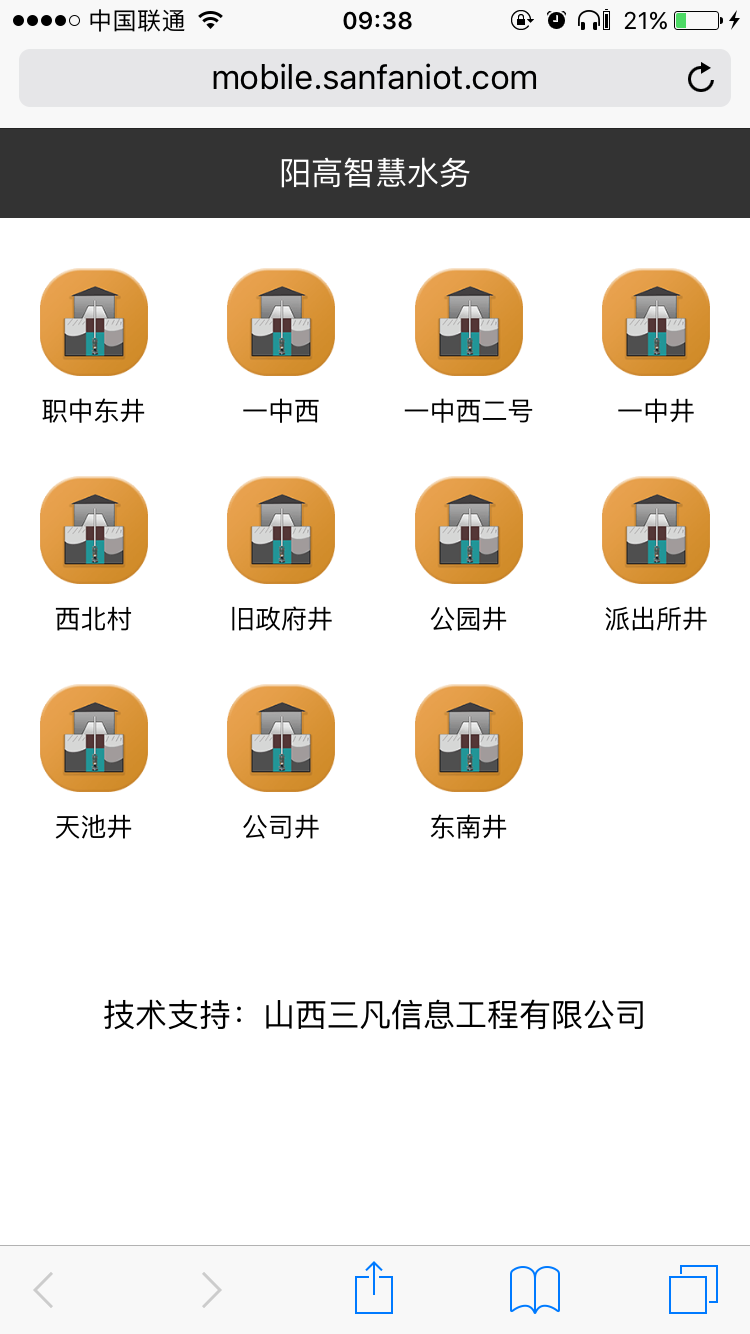 中国联通 09:38 21%
mobile.sanfaniot.com
阳高智慧水务
职中东井 一中西 一中西二号 一中井
西北村 旧政府井 公园井 派出所井
天池井 公司井 东南井
技术支持：山西三凡信息工程有限公司